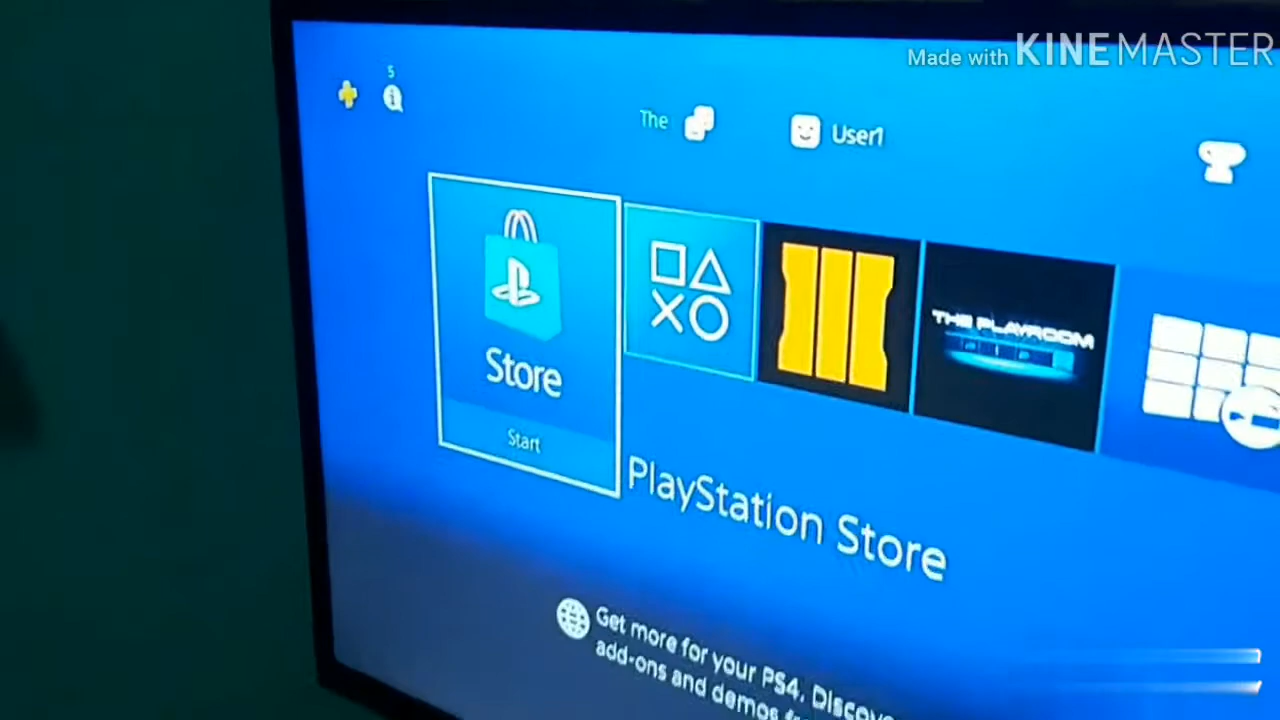 Made with KINEMASTER
5
The
User1
Store
Start
THE PLAYROOM
PlayStation Store
Get more for your PS4. Discove
add-ons and demos